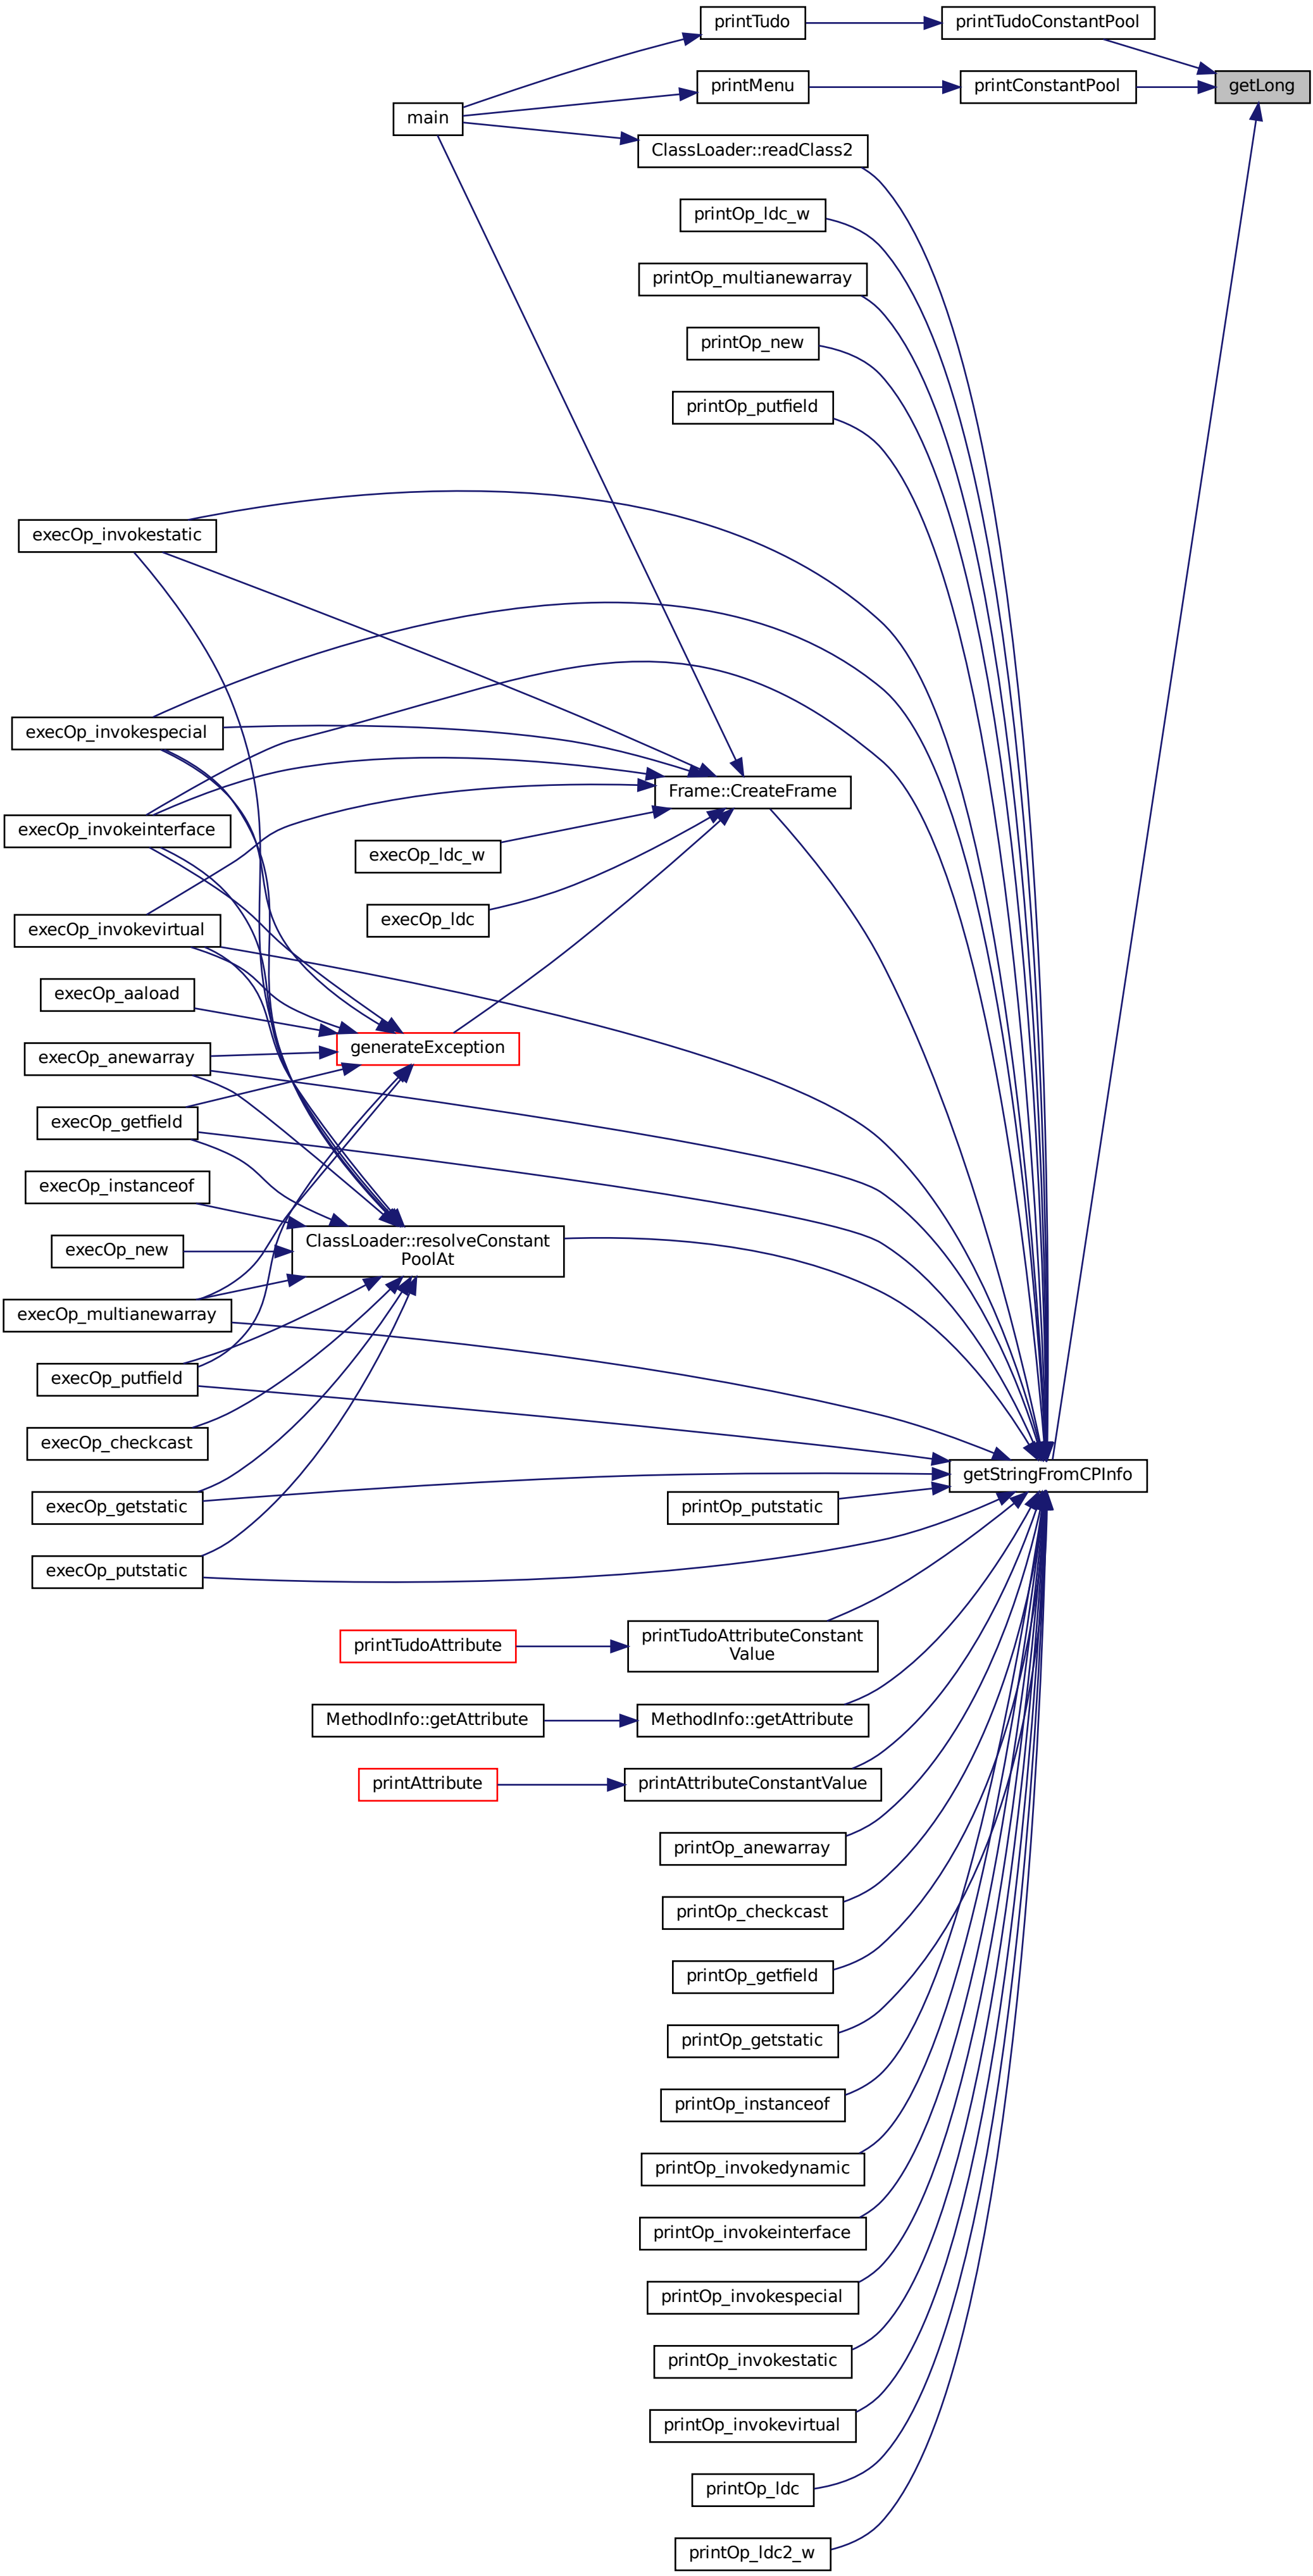 printTudo
printTudoConstantPool
getLong
printMenu
printConstantPool
main
ClassLoader::readClass2
printOp_ldc_w
printOp_multianewarray
printOp_new
printOp_putfield
execOp_invokestatic
execOp_invokespecial
Frame::CreateFrame
execOp_invokeinterface
execOp_ldc_w
execOp_ldc
execOp_invokevirtual
execOp_aaload
generateException
execOp_anewarray
execOp_getfield
execOp_instanceof
ClassLoader::resolveConstant
PoolAt
execOp_new
execOp_multianewarray
execOp_putfield
execOp_checkcast
getStringFromCPInfo
execOp_getstatic
printOp_putstatic
execOp_putstatic
printTudoAttribute
printTudoAttributeConstant
Value
MethodInfo::getAttribute
MethodInfo::getAttribute
printAttribute
printAttributeConstantValue
printOp_anewarray
printOp_checkcast
printOp_getfield
printOp_getstatic
printOp_instanceof
printOp_invokedynamic
printOp_invokeinterface
printOp_invokespecial
printOp_invokestatic
printOp_invokevirtual
printOp_ldc
printOp_ldc2_w